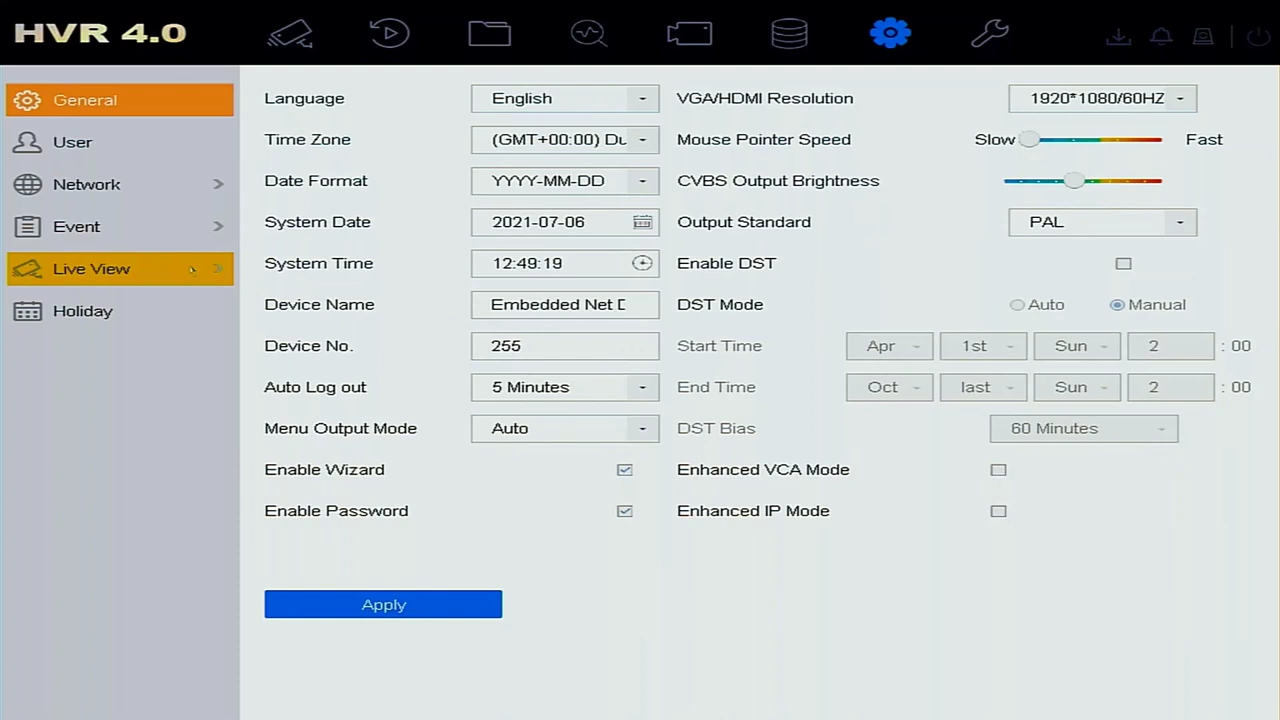 HVR 4.0
General
User
Network
Event
Live View
Holiday
Language English
Time Zone (GMT+00:00) Du
Date Format YYYY-MM-DD
System Date 2021-07-06
System Time 12:49:19
Device Name Embedded Net D
Device No. 255
Auto Log out 5 Minutes
Menu Output Mode Auto
Enable Wizard
Enable Password
VGA/HDMI Resolution 1920*1080/60HZ
Mouse Pointer Speed Slow Fast
CVBS Output Brightness
Output Standard PAL
Enable DST
DST Mode Auto Manual
Start Time Apr 1st Sun 2 : 00
End Time Oct last Sun 2 : 00
DST Bias 60 Minutes
Enhanced VCA Mode
Enhanced IP Mode
Apply